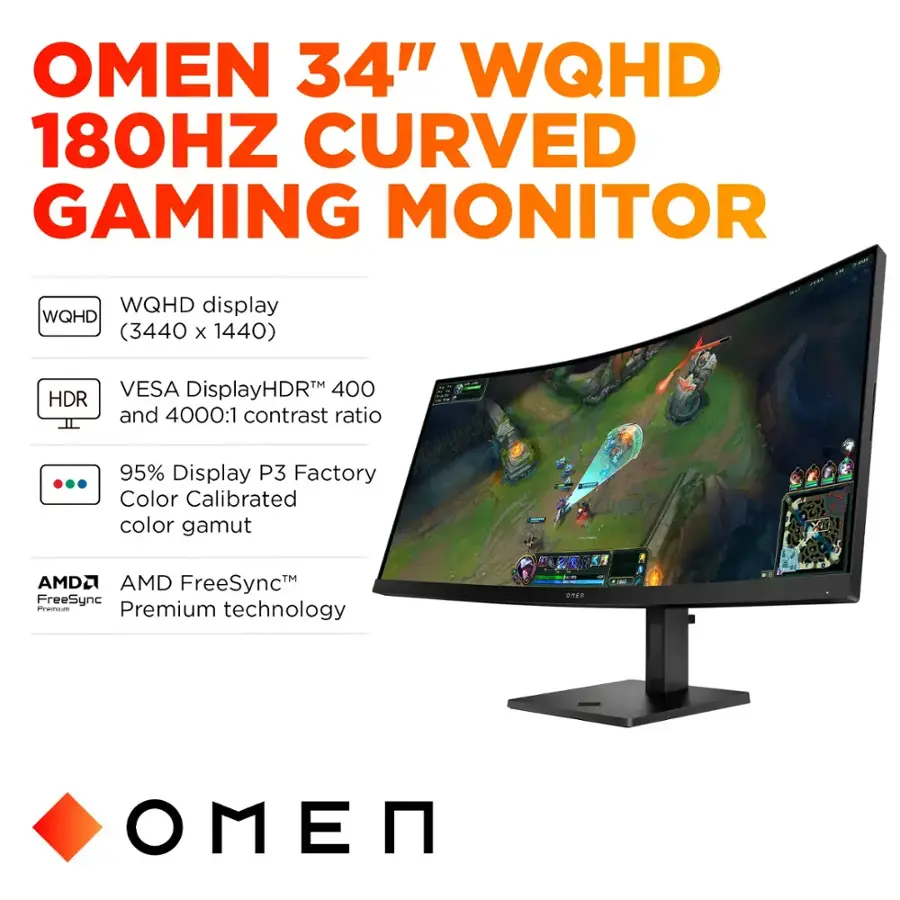 OMEN 34" WQHD
180HZ CURVED
GAMING MONITOR
WQHD
WQHD display
(3440 x 1440)
HDR
VESA DisplayHDR™ 400
and 4000:1 contrast ratio
95% Display P3 Factory
Color Calibrated
color gamut
AMD
FreeSync
Premium
AMD FreeSync™
Premium technology
OMEN
OMEN